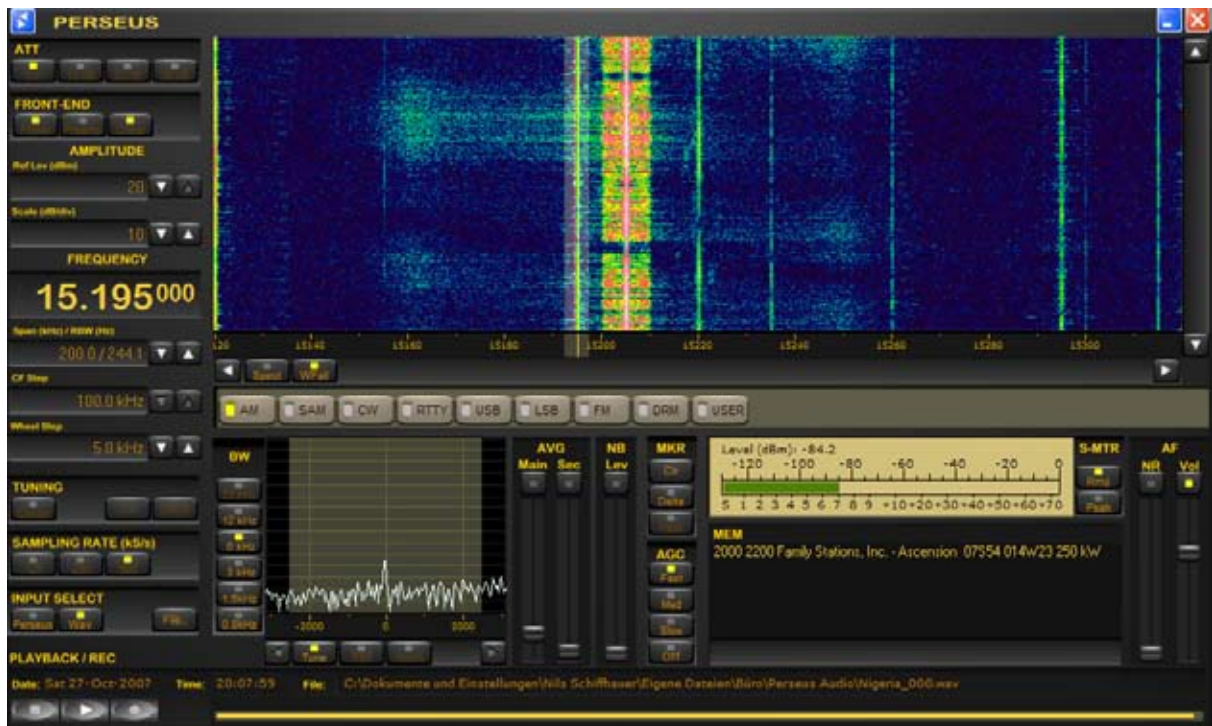 PERSEUS
ATT
FRONT-END
AMPLITUDE
Ref Lev (dBm)
20
Scale (dB/div)
10
FREQUENCY
15.195000
Span (kHz) / RBW (Hz)
200.0 / 244.1
CF Step
100.0 kHz
Wheel Step
5.0 kHz
TUNING
SAMPLING RATE (kS/s)
INPUT SELECT
Perseus Wav File..
15140 15160 15180 15200 15220 15240 15260 15280 15300
WFall
AM SAM CW RTTY USB LSB FM DRM USER
BW
12 kHz
6 kHz
3 kHz
1.6kHz
0.8kHz
-3000 0 3000
Tune
AVG
Main Sec
NB
Lev
MKR
Delta
AGC
Fast
Med
Slow
Off
Level (dBm): -84.2
-120 -100 -80 -60 -40 -20 0
S 1 2 3 4 5 6 7 8 9 +10+20+30+40+50+60+70
S-MTR
Rms
Peak
AF
NR Vol
MEM
2000 2200 Family Stations, Inc. - Ascension 07S54 014W23 250 kW
PLAYBACK / REC
Date: Sat 27-Oct-2007 Time: 20:07:59 File: C:\Dokumente und Einstellungen\Nils Schiffhauer\Eigene Dateien\Büro\Perseus Audio\Nigeria_000.wav